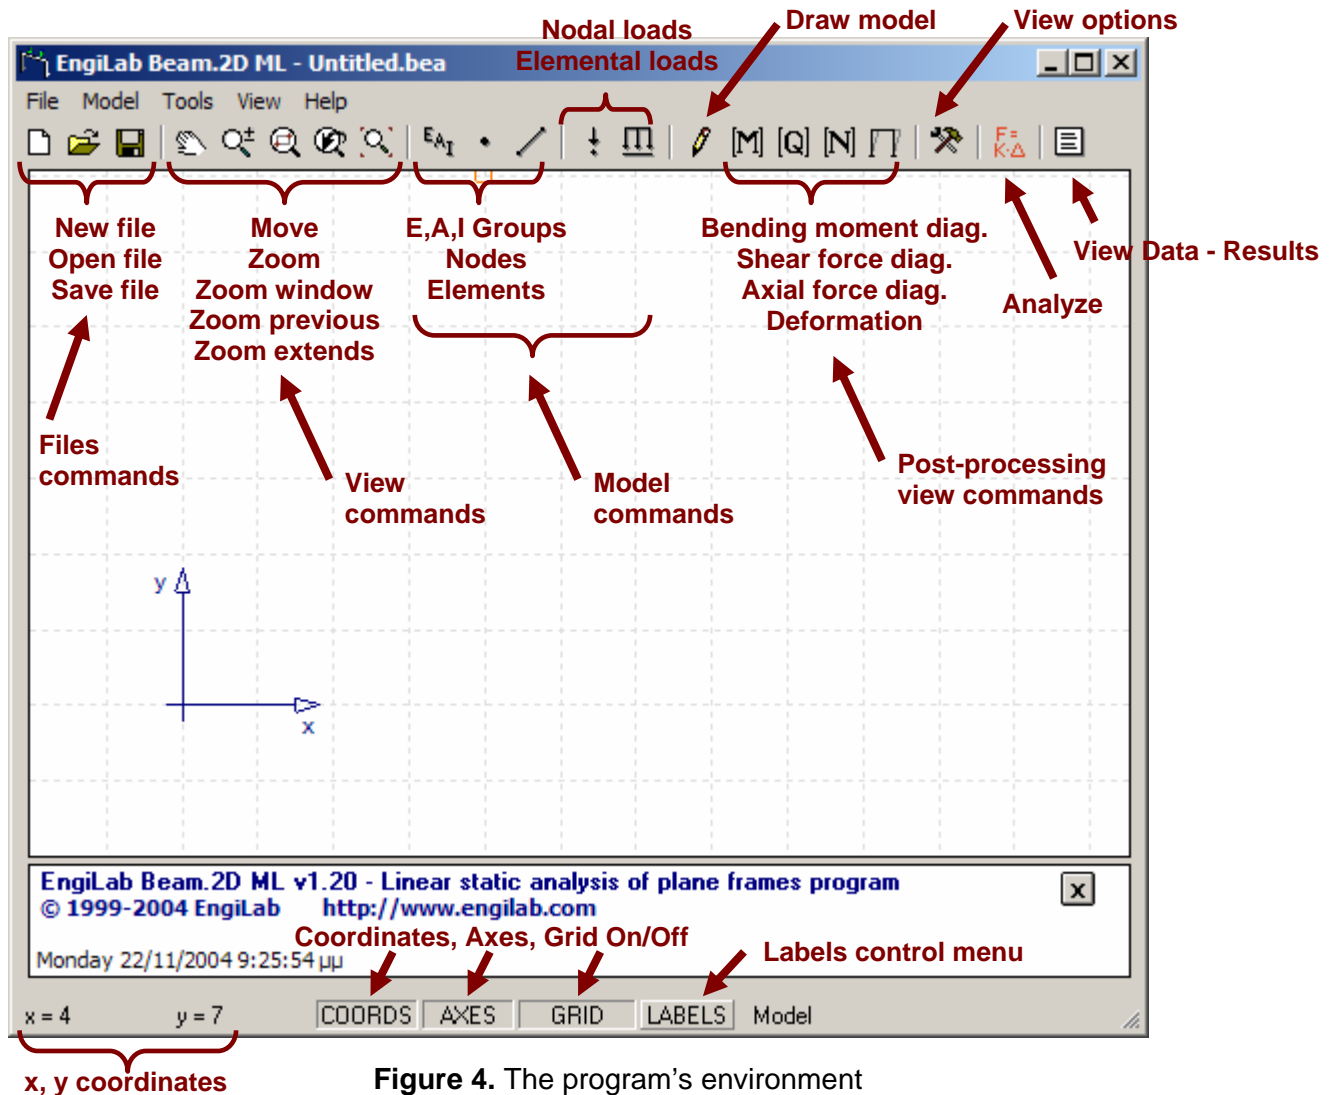 Draw model
View options
Nodal loads
Elemental loads
EngiLab Beam.2D ML - Untitled.bea
File Model Tools View Help
EAI
[M] [Q] [N]
F=
K·Δ
New file
Open file
Save file
Move
Zoom
Zoom window
Zoom previous
Zoom extends
E,A,I Groups
Nodes
Elements
Bending moment diag.
Shear force diag.
Axial force diag.
Deformation
View Data - Results
Analyze
Files
commands
View
commands
Model
commands
Post-processing
view commands
y
x
EngiLab Beam.2D ML v1.20 - Linear static analysis of plane frames program
© 1999-2004 EngiLab http://www.engilab.com
x
Coordinates, Axes, Grid On/Off
Labels control menu
Monday 22/11/2004 9:25:54 μμ
x = 4 y = 7 COORDS AXES GRID LABELS Model
x, y coordinates
Figure 4. The program's environment